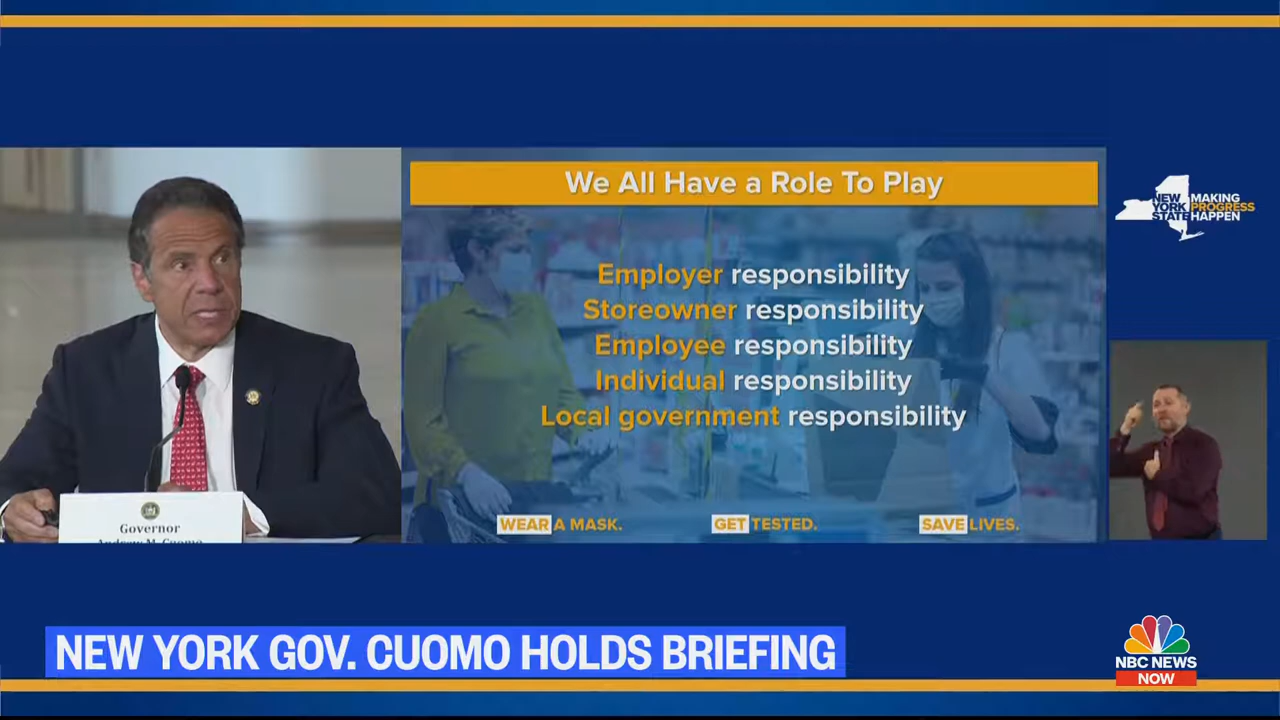 We All Have a Role To Play
Employer responsibility
Storeowner responsibility
Employee responsibility
Individual responsibility
Local government responsibility
WEAR A MASK.
GET TESTED.
SAVE LIVES.
NEW
YORK
STATE
MAKING
PROGRESS
HAPPEN
Governor
Andrew M. Cuomo
NEW YORK GOV. CUOMO HOLDS BRIEFING
NBC NEWS
NOW